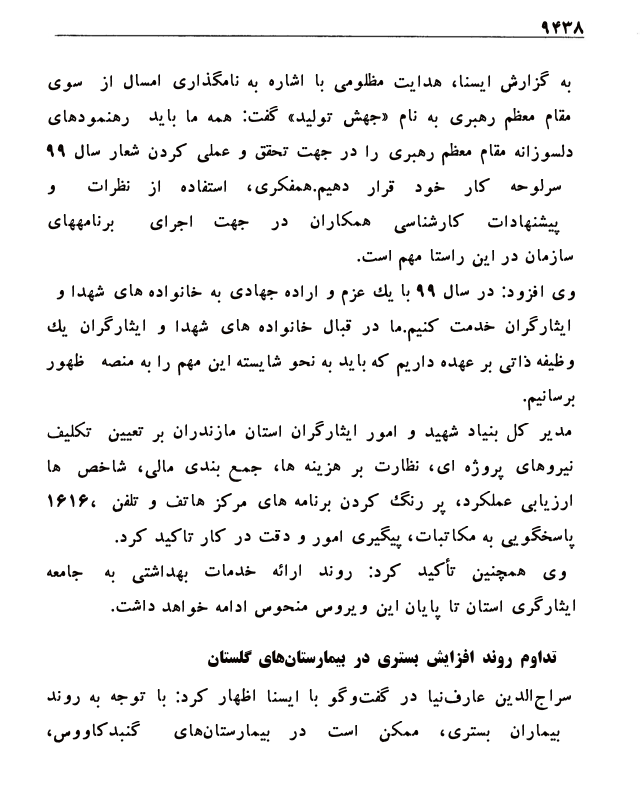 ۹۴۳۸
به گزارش ایسنا، هدایت مظلومی با اشاره به نامگذاری امسال از سوی
مقام معظم رهبری به نام «جهش تولید» گفت: همه ما باید رهنمودهای
دلسوزانه مقام معظم رهبری را در جهت تحقق و عملی کردن شعار سال ۹۹
سرلوحه کار خود قرار دهیم.همفکری، استفاده از نظرات و
پیشنهادات کارشناسی همکاران در جهت اجرای برنامههای
سازمان در این راستا مهم است.
وی افزود: در سال ۹۹ با یك عزم و اراده جهادی به خانواده های شهدا و
ایثارگران خدمت کنیم.ما در قبال خانواده های شهدا و ایثارگران یك
وظیفه ذاتی بر عهده داریم که باید به نحو شایسته این مهم را به منصه ظهور
برسانیم.
مدیر کل بنیاد شهید و امور ایثارگران استان مازندران بر تعیین تکلیف
نیروهای پروژه ای، نظارت بر هزینه ها، جمع بندی مالی، شاخص ها
ارزیابی عملکرد، پر رنگ کردن برنامه های مرکز هاتف و تلفن ۱۶۱۶،
پاسخگویی به مکاتبات، پیگیری امور و دقت در کار تاکید کرد.
وی همچنین تأکید کرد: روند ارائه خدمات بهداشتی به جامعه
ایثارگری استان تا پایان این ویروس منحوس ادامه خواهد داشت.
تداوم روند افزایش بستری در بیمارستان‌های گلستان
سراج‌الدین عارف‌نیا در گفت‌وگو با ایسنا اظهار کرد: با توجه به روند
بیماران بستری، ممکن است در بیمارستان‌های گنبدکاووس،